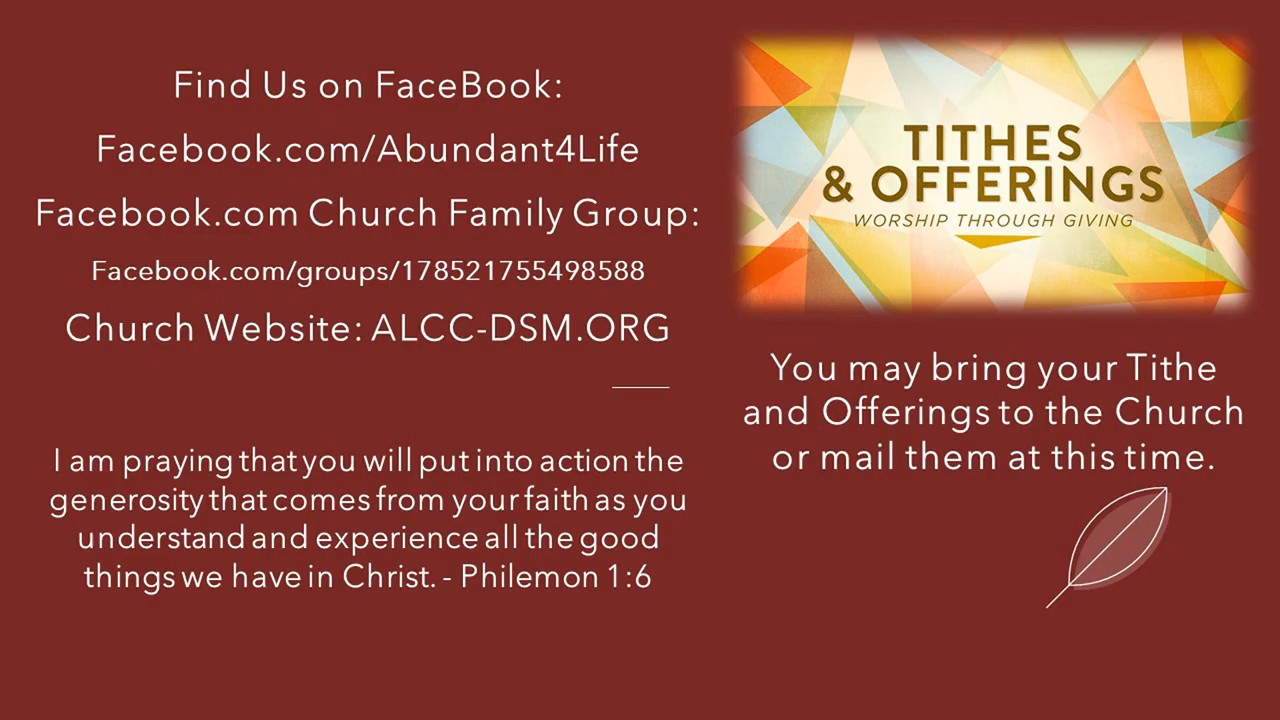 Find Us on FaceBook:
Facebook.com/Abundant4Life
Facebook.com Church Family Group:
Facebook.com/groups/178521755498588
Church Website: ALCC-DSM.ORG
I am praying that you will put into action the
generosity that comes from your faith as you
understand and experience all the good
things we have in Christ. - Philemon 1:6
TITHES
& OFFERINGS
WORSHIP THROUGH GIVING
You may bring your Tithe
and Offerings to the Church
or mail them at this time.